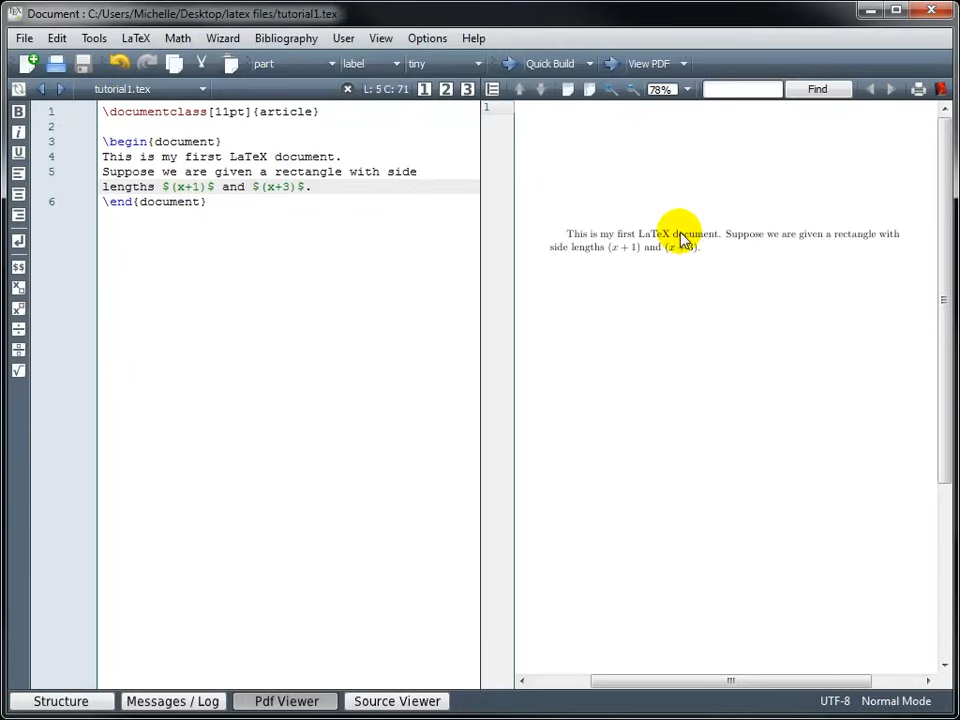 Document : C:/Users/Michelle/Desktop/latex files/tutorial1.tex
File Edit Tools LaTeX Math Wizard Bibliography User View Options Help
part label tiny Quick Build View PDF
tutorial1.tex L: 5 C: 71 1 2 3 78% Find
1 \documentclass[11pt]{article}
2
3 \begin{document}
4 This is my first LaTeX document.
5 Suppose we are given a rectangle with side
lengths $(x+1)$ and $(x+3)$.
6 \end{document}
B
i
U
$$
1
This is my first LaTeX document. Suppose we are given a rectangle with
side lengths (x + 1) and (x + 3).
Structure Messages / Log Pdf Viewer Source Viewer UTF-8 Normal Mode